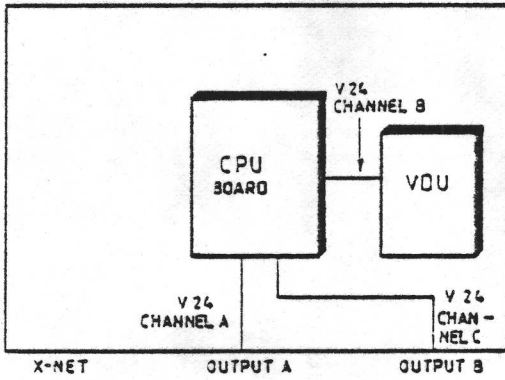 V 24
CHANNEL B
CPU
BOARD
VDU
V 24
CHANNEL A
V 24
CHAN-
NEL C
X-NET
OUTPUT A
OUTPUT B